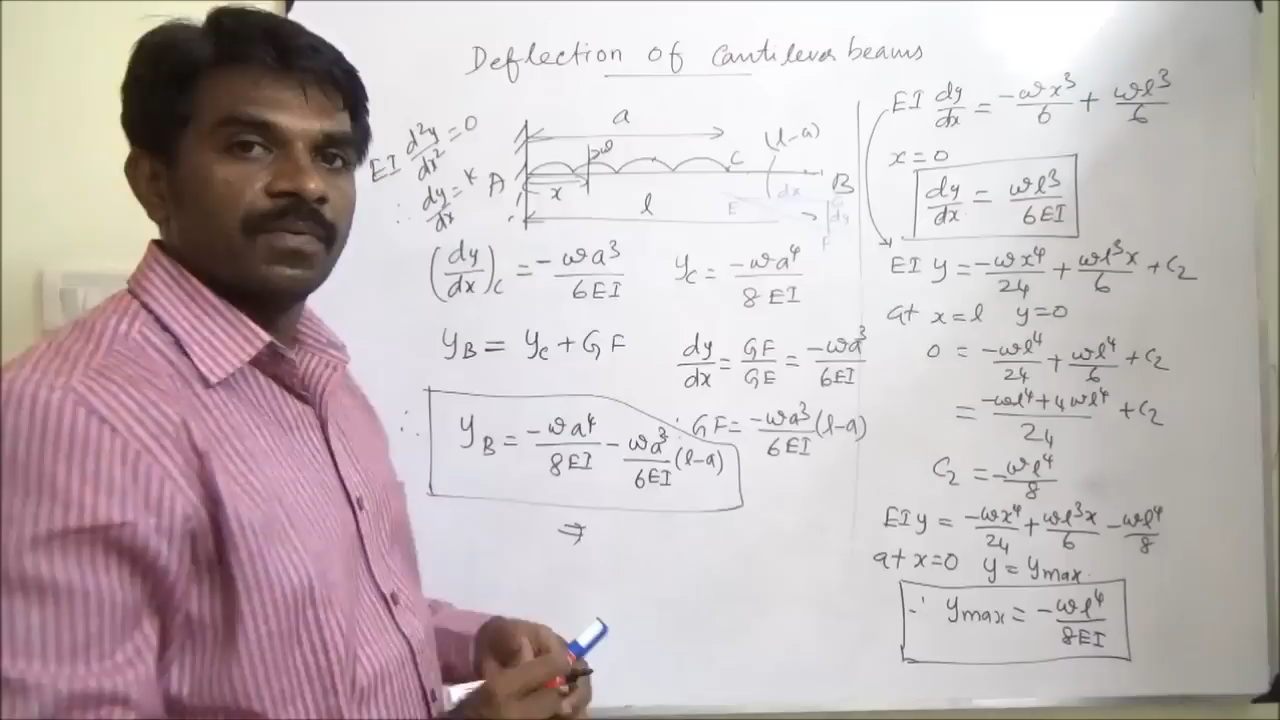 Deflection of Cantilever beams
EI d²y/dx² = 0
∴ dy/dx = K
a
w
(l-a)
A
x
C
B
l
dx
E
G
dy
F
(dy/dx)C = -wa³/6EI
yC = -wa⁴/8EI
yB = yC + GF
dy/dx = GF/GE = -wa³/6EI
∴ GF = -wa³/6EI (l-a)
∴ yB = -wa⁴/8EI - wa³/6EI (l-a)
⇒
EI dy/dx = -wx³/6 + wl³/6
x=0
dy/dx = wl³/6EI
EI y = -wx⁴/24 + wl³x/6 + C₂
at x=l y=0
0 = -wl⁴/24 + wl⁴/6 + C₂
= -wl⁴+4wl⁴/24 + C₂
C₂ = -wl⁴/8
EI y = -wx⁴/24 + wl³x/6 - wl⁴/8
at x=0 y = ymax.
∴ ymax = -wl⁴/8EI